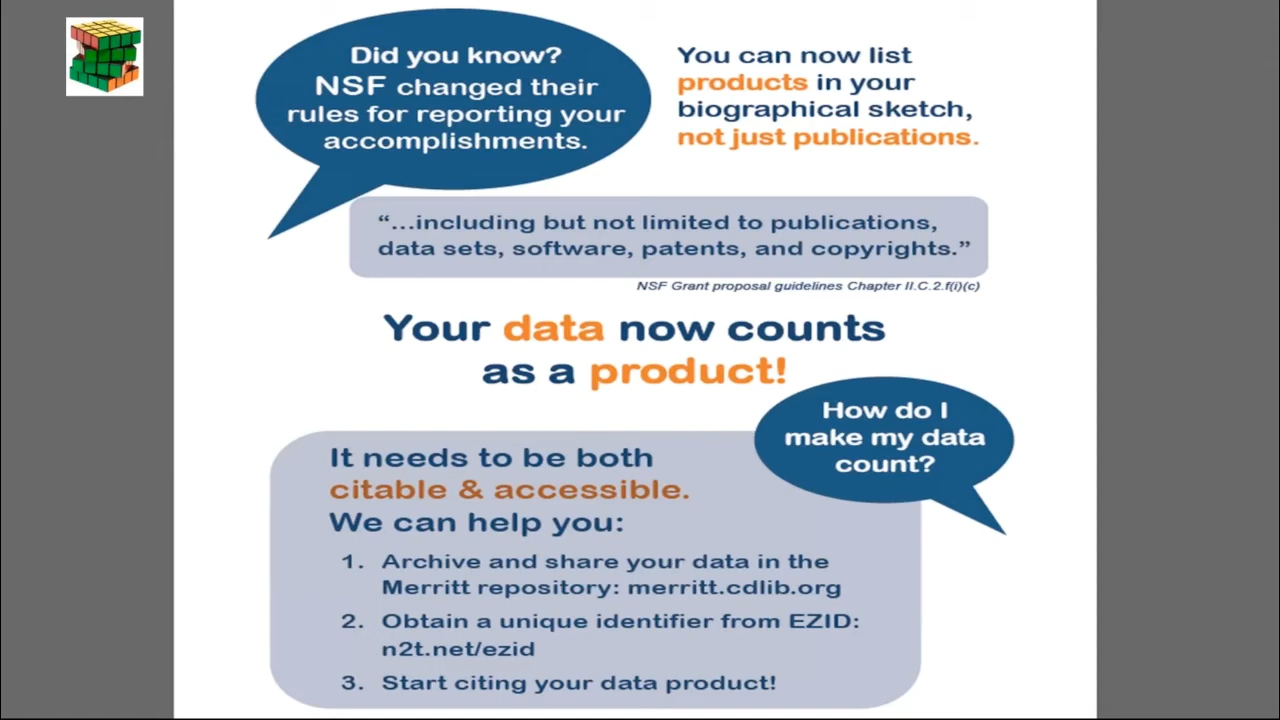 Did you know?
NSF changed their
rules for reporting your
accomplishments.
You can now list
products in your
biographical sketch,
not just publications.
“...including but not limited to publications,
data sets, software, patents, and copyrights.”
NSF Grant proposal guidelines Chapter II.C.2.f(i)(c)
Your data now counts
as a product!
How do I
make my data
count?
It needs to be both
citable & accessible.
We can help you:
1. Archive and share your data in the
Merritt repository: merritt.cdlib.org
2. Obtain a unique identifier from EZID:
n2t.net/ezid
3. Start citing your data product!